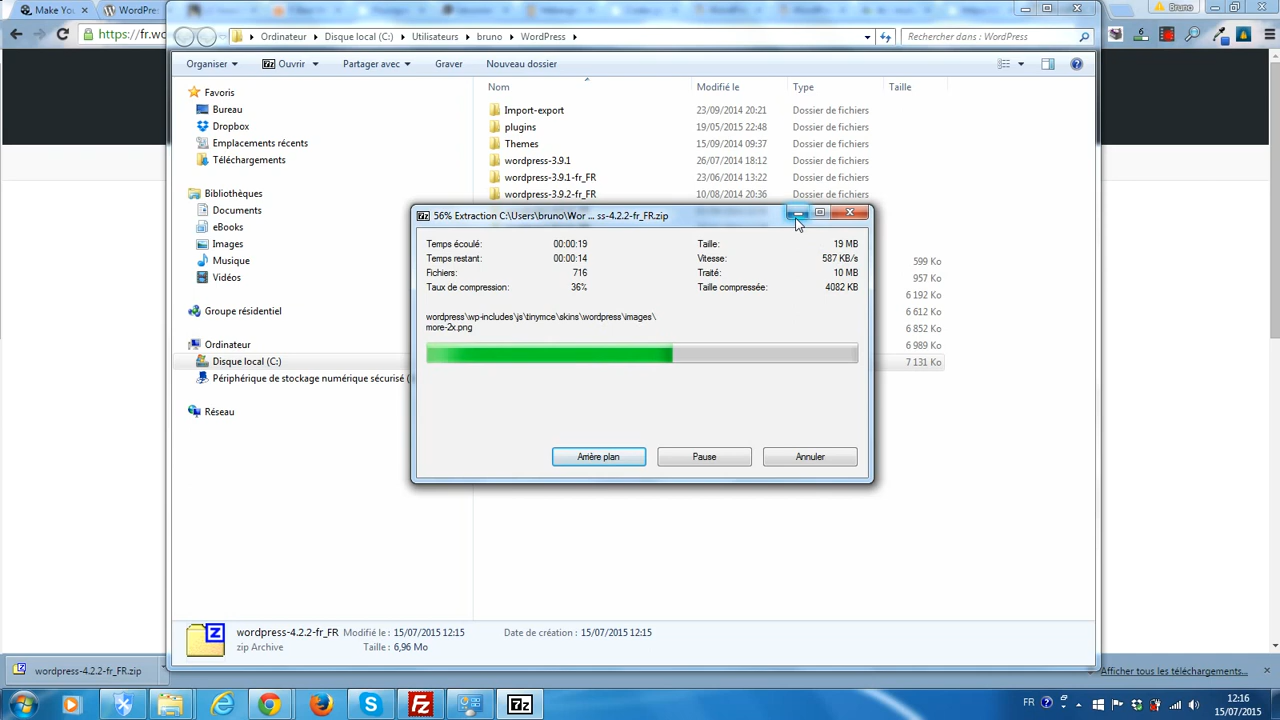 Make You
WordPre
Bruno
https://fr.wo
Ordinateur
Disque local (C:)
Utilisateurs
bruno
WordPress
Rechercher dans : WordPress
Organiser
Ouvrir
Partager avec
Graver
Nouveau dossier
Nom
Modifié le
Type
Taille
Favoris
Bureau
Dropbox
Emplacements récents
Téléchargements
Bibliothèques
Documents
eBooks
Images
Musique
Vidéos
Groupe résidentiel
Ordinateur
Disque local (C:)
Périphérique de stockage numérique sécurisé (
Réseau
Import-export 23/09/2014 20:21 Dossier de fichiers
plugins 19/05/2015 22:48 Dossier de fichiers
Themes 15/09/2014 09:37 Dossier de fichiers
wordpress-3.9.1 26/07/2014 18:12 Dossier de fichiers
wordpress-3.9.1-fr_FR 23/06/2014 13:22 Dossier de fichiers
wordpress-3.9.2-fr_FR 10/08/2014 20:36 Dossier de fichiers
599 Ko
957 Ko
6 192 Ko
6 612 Ko
6 852 Ko
6 989 Ko
7 131 Ko
56% Extraction C:\Users\bruno\Wor ... ss-4.2.2-fr_FR.zip
Temps écoulé: 00:00:19
Temps restant: 00:00:14
Fichiers: 716
Taux de compression: 36%
Taille: 19 MB
Vitesse: 587 KB/s
Traité: 10 MB
Taille compressée: 4082 KB
wordpress\wp-includes\js\tinymce\skins\wordpress\images\
more-2x.png
Arrière plan
Pause
Annuler
wordpress-4.2.2-fr_FR Modifié le : 15/07/2015 12:15 Date de création : 15/07/2015 12:15
zip Archive Taille : 6,96 Mo
wordpress-4.2.2-fr_FR.zip
Afficher tous les téléchargements...
FR
12:16
15/07/2015